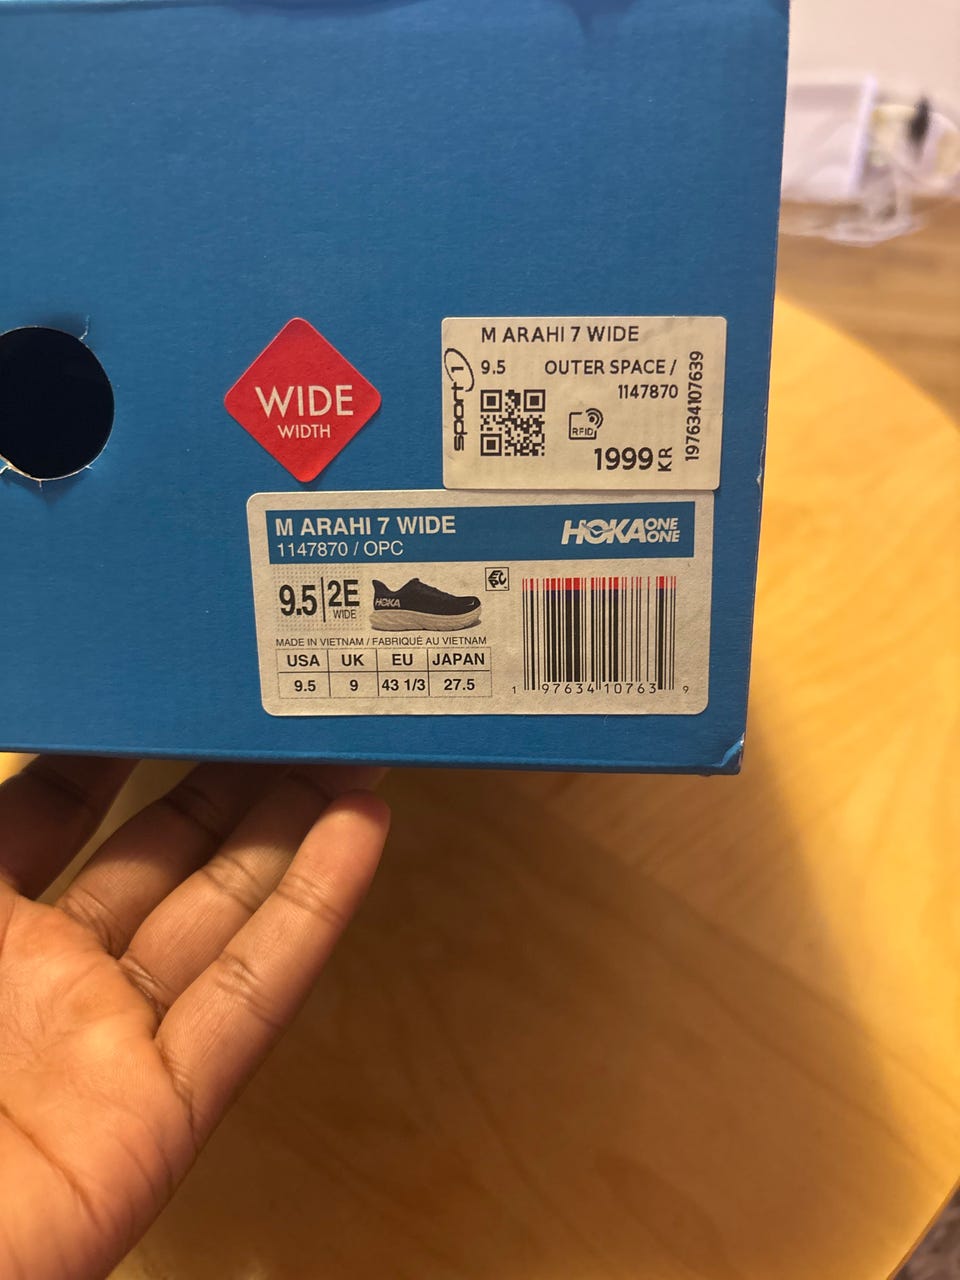 WIDE
WIDTH
sport 1
M ARAHI 7 WIDE
9.5 OUTER SPACE /
1147870
RFID
1999 KR
197634107639
M ARAHI 7 WIDE
1147870 / OPC
HOKA ONE ONE
9.5 2E
WIDE
HOKA
MADE IN VIETNAM / FABRIQUÉ AU VIETNAM
USA UK EU JAPAN
9.5 9 43 1/3 27.5
1 97634 10763 9